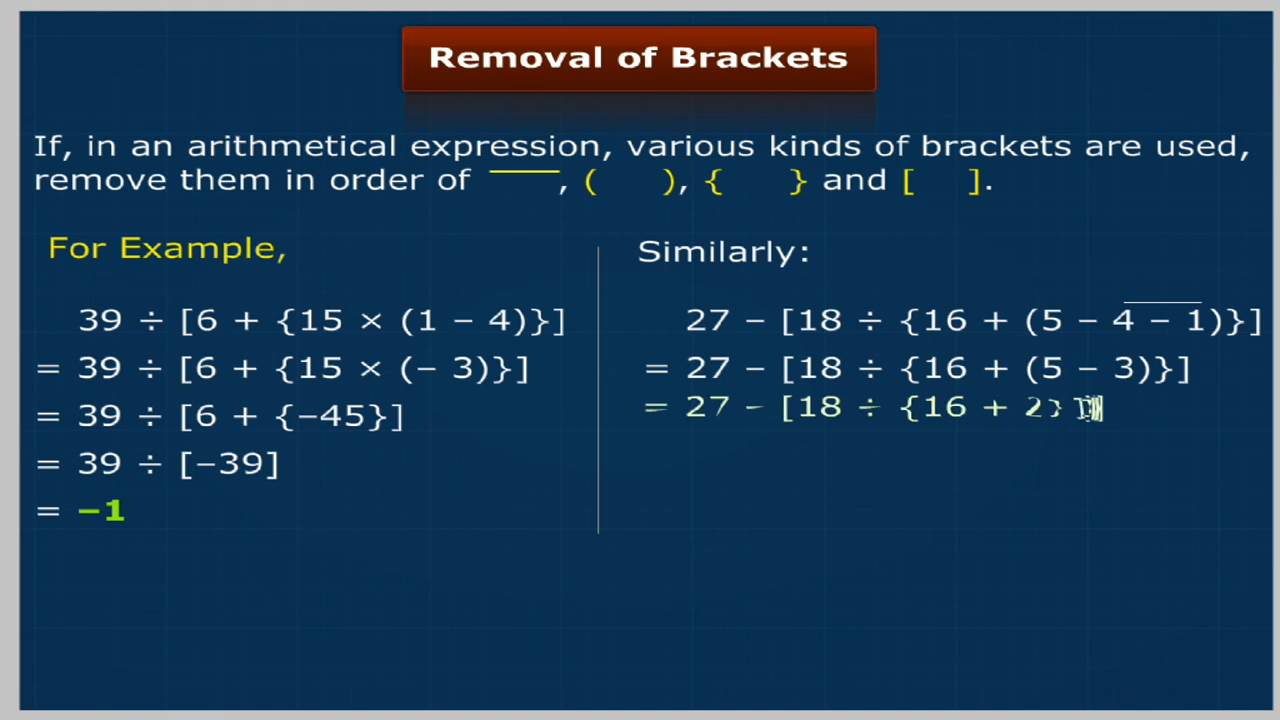 Removal of Brackets
If, in an arithmetical expression, various kinds of brackets are used,
remove them in order of ‾‾‾‾, (    ), {    } and [    ].
For Example,
39 ÷ [6 + {15 × (1 – 4)}]
= 39 ÷ [6 + {15 × (– 3)}]
= 39 ÷ [6 + {–45}]
= 39 ÷ [–39]
= –1
Similarly:
27 – [18 ÷ {16 + (5 – 4̅ ̅–̅ ̅1̅)}]
= 27 – [18 ÷ {16 + (5 – 3)}]
= 27 – [18 ÷ {16 + 2}